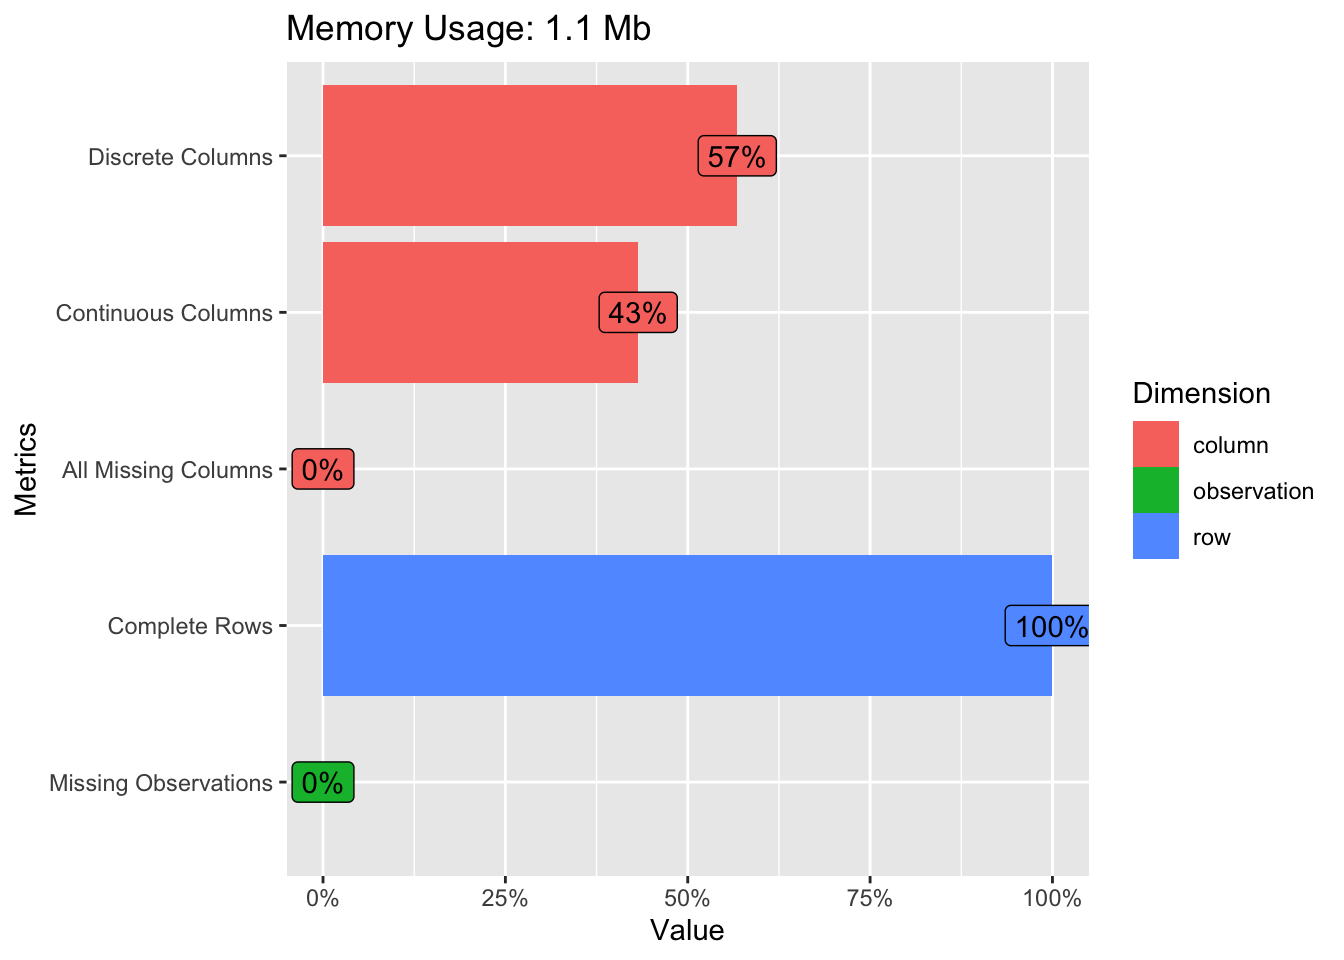 Memory Usage: 1.1 Mb
Discrete Columns
57%
Continuous Columns
43%
All Missing Columns
0%
Complete Rows
100%
Missing Observations
0%
Metrics
0%
25%
50%
75%
100%
Value
Dimension
column
observation
row